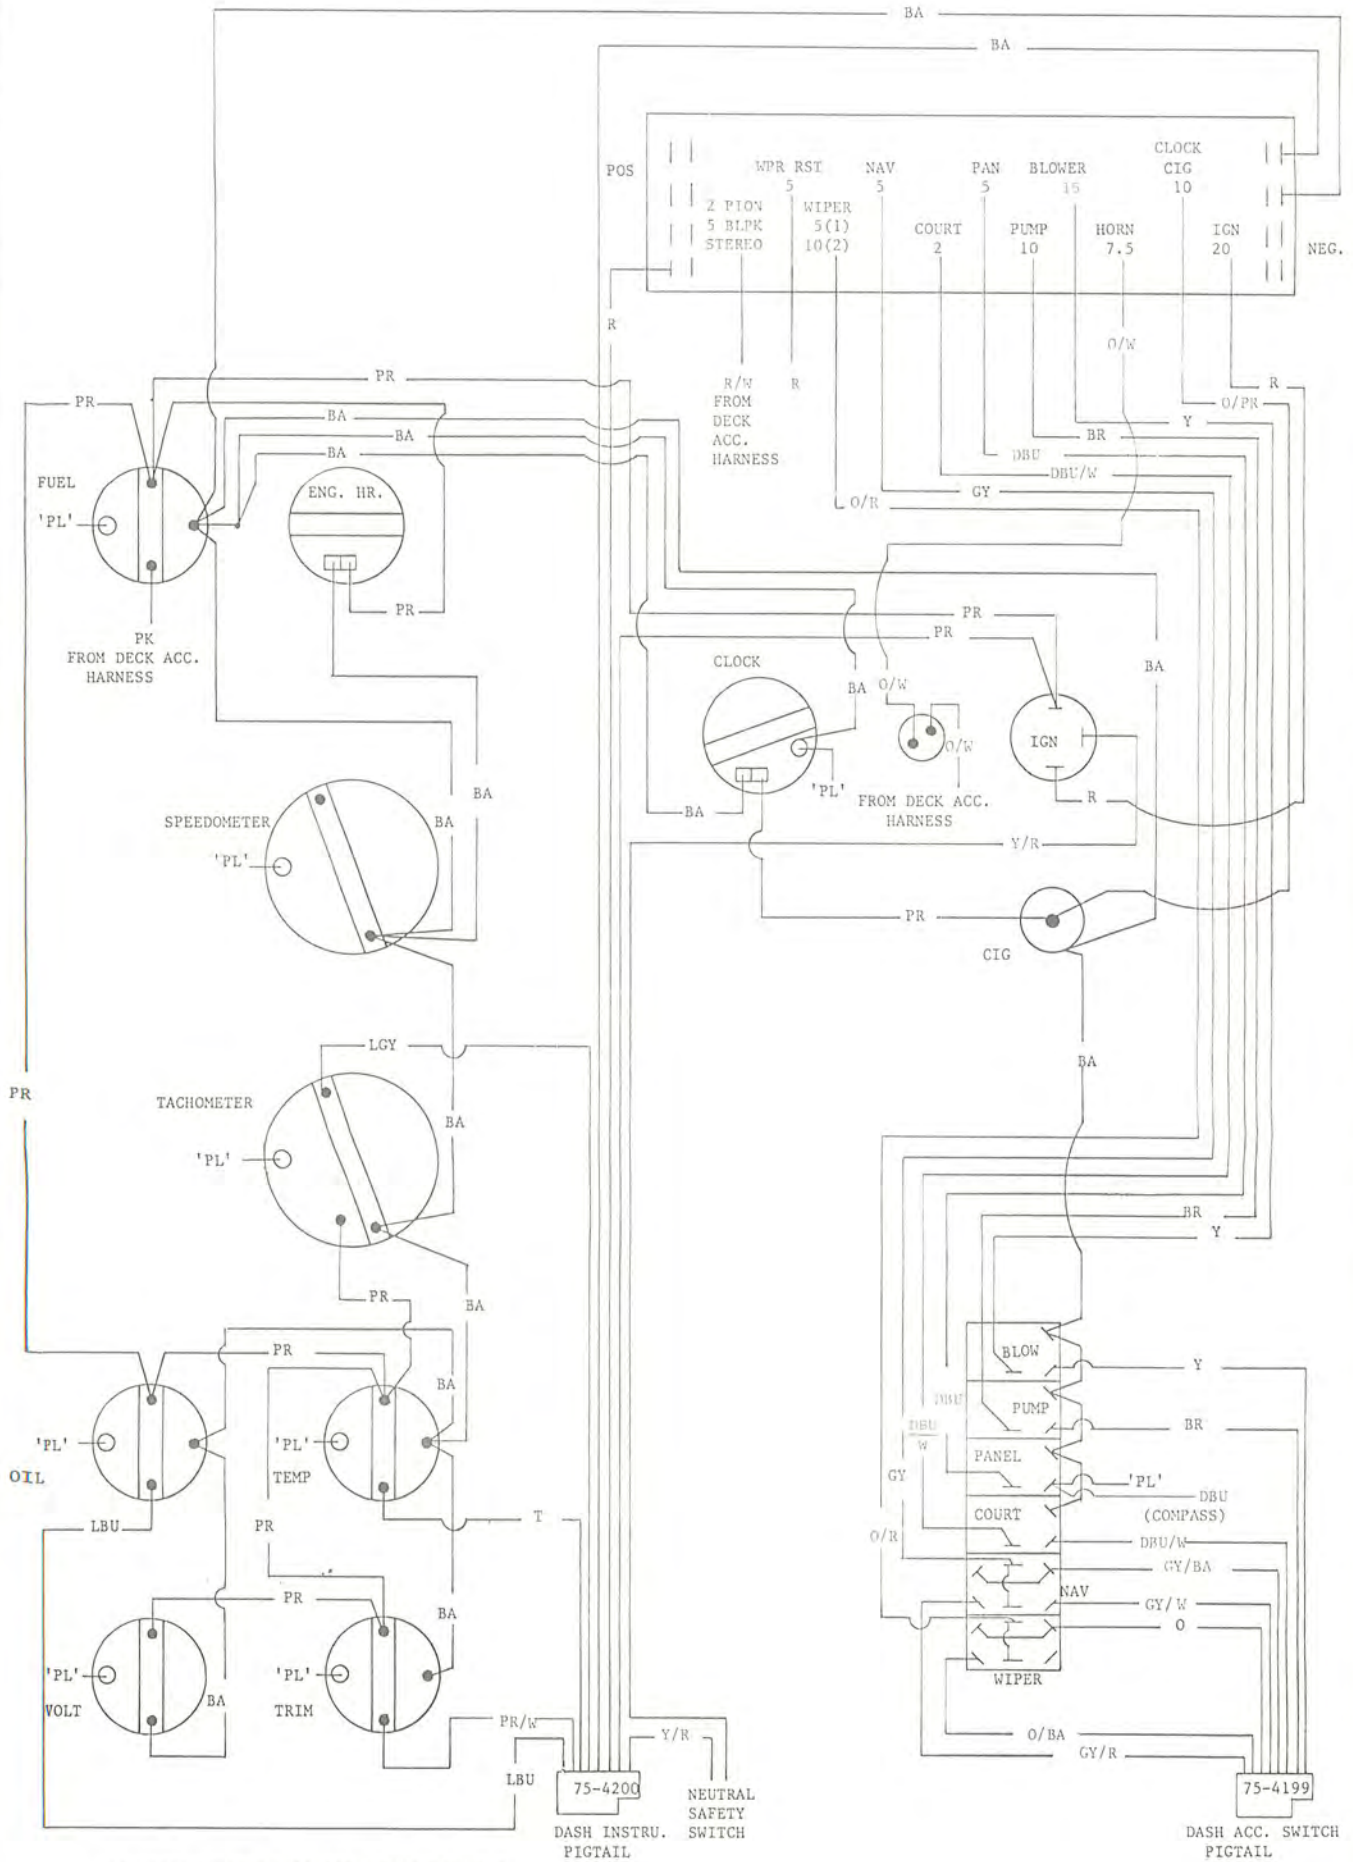 BA
BA
POS
WPR RST
5
NAV
5
PAN
5
BLOWER
15
CLOCK
CIG
10
2 PION
5 BLPK
STEREO
WIPER
5(1)
10(2)
COURT
2
PUMP
10
HORN
7.5
IGN
20
NEG.
R
O/W
R/W
FROM
DECK
ACC.
HARNESS
R
R
O/PR
Y
BR
DBU
DBU/W
GY
O/R
PR
PR
BA
BA
BA
FUEL
'PL'
ENG. HR.
PR
PK
FROM DECK ACC.
HARNESS
PR
PR
CLOCK
BA
O/W
BA
IGN
O/W
'PL'
FROM DECK ACC.
HARNESS
BA
R
Y/R
BA
BA
SPEEDOMETER
'PL'
PR
CIG
LGY
BA
PR
TACHOMETER
BA
'PL'
BR
Y
PR
BA
PR
BA
BLOW
Y
DBU
PUMP
BR
DBU
W
'PL'
OIL
'PL'
TEMP
PANEL
GY
'PL'
DBU
(COMPASS)
COURT
LBU
PR
T
O/R
DBU/W
GY/BA
NAV
GY/W
O
PR
BA
'PL'
VOLT
BA
'PL'
TRIM
WIPER
PR/W
Y/R
O/BA
GY/R
LBU
75-4200
NEUTRAL
SAFETY
SWITCH
DASH INSTRU.
PIGTAIL
75-4199
DASH ACC. SWITCH
PIGTAIL